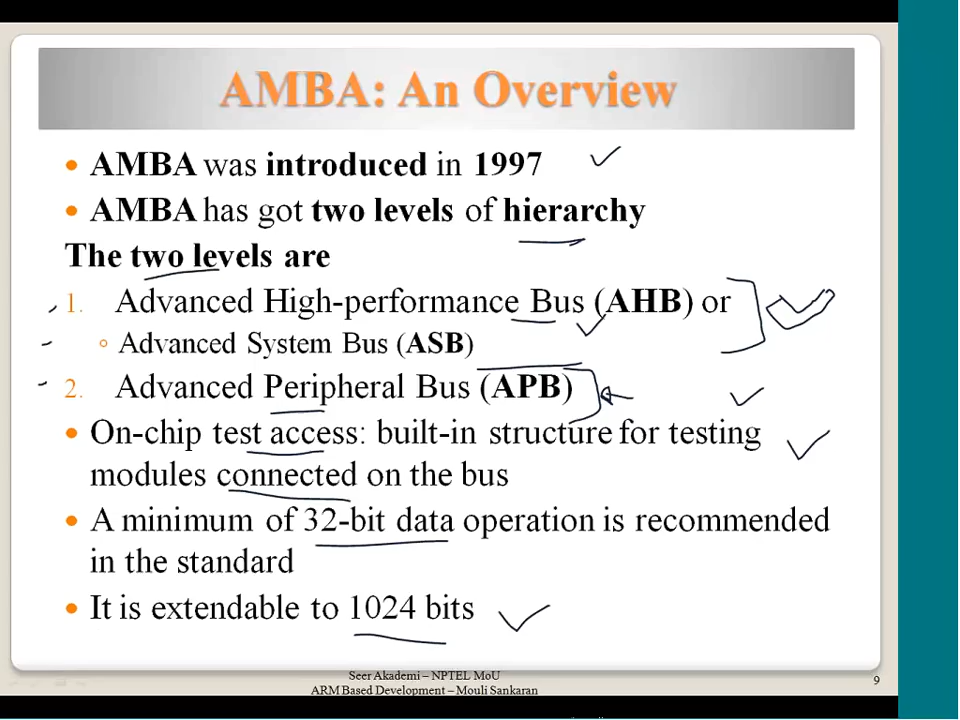 AMBA: An Overview
• AMBA was introduced in 1997
• AMBA has got two levels of hierarchy
The two levels are
1. Advanced High-performance Bus (AHB) or
◦ Advanced System Bus (ASB)
2. Advanced Peripheral Bus (APB)
• On-chip test access: built-in structure for testing
modules connected on the bus
• A minimum of 32-bit data operation is recommended
in the standard
• It is extendable to 1024 bits
Seer Akademi – NPTEL MoU
ARM Based Development – Mouli Sankaran
9